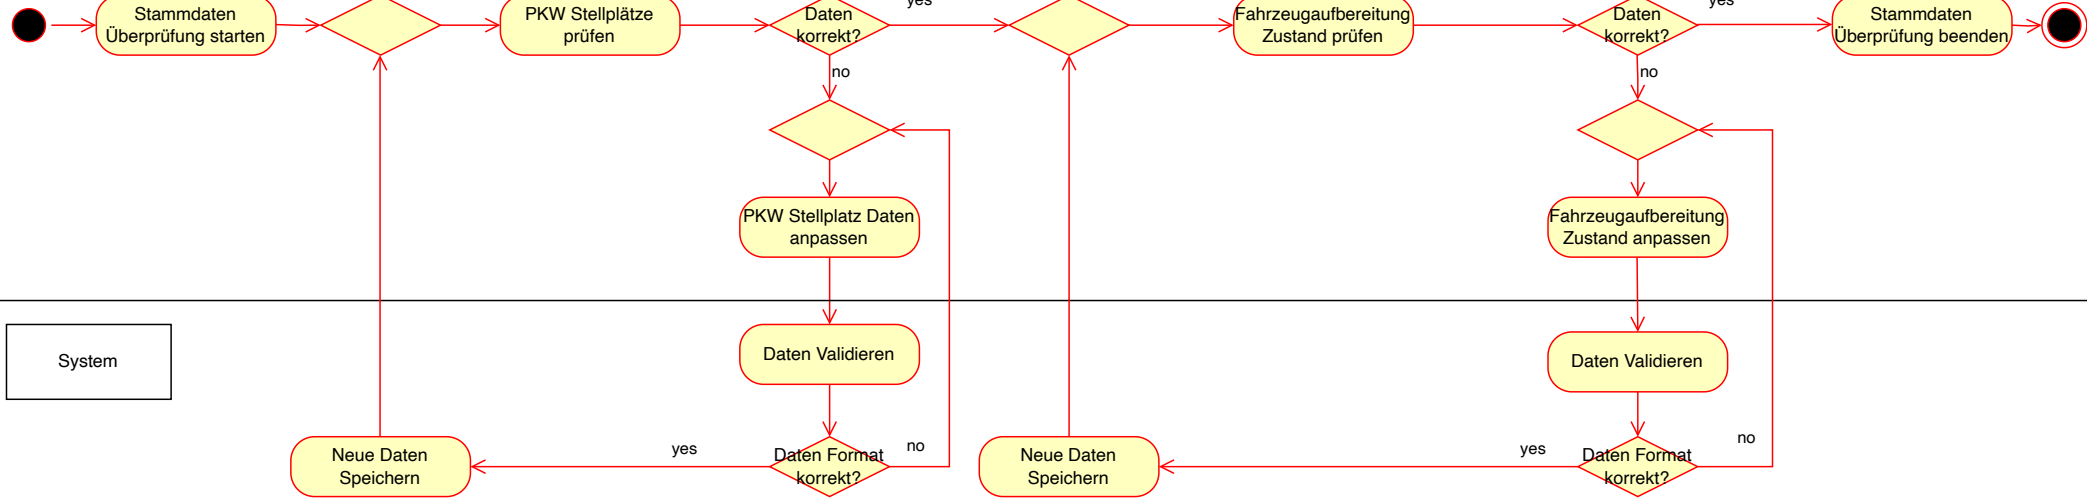 Stammdaten
Überprüfung starten
PKW Stellplätze
prüfen
Daten
korrekt?
yes
Fahrzeugaufbereitung
Zustand prüfen
Daten
korrekt?
yes
Stammdaten
Überprüfung beenden
no
no
PKW Stellplatz Daten
anpassen
Fahrzeugaufbereitung
Zustand anpassen
System
Daten Validieren
Daten Validieren
Neue Daten
Speichern
yes
Daten Format
korrekt?
no
Neue Daten
Speichern
yes
Daten Format
korrekt?
no